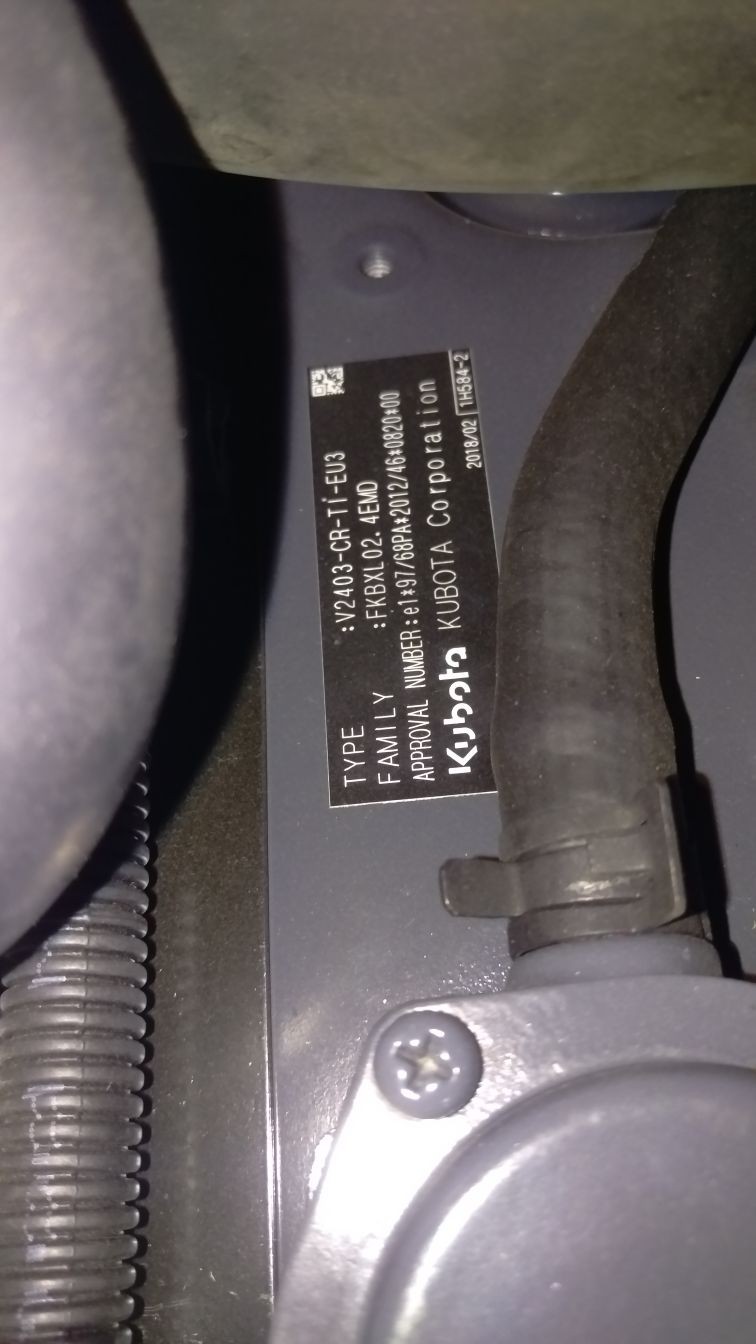 TYPE :V2403-CR-Ti-EU3
FAMILY :FKBXL02.4EMD
APPROVAL NUMBER:e1*97/68PA*2012/46*0820*00
Kubota KUBOTA Corporation
2018/02 1H584-2